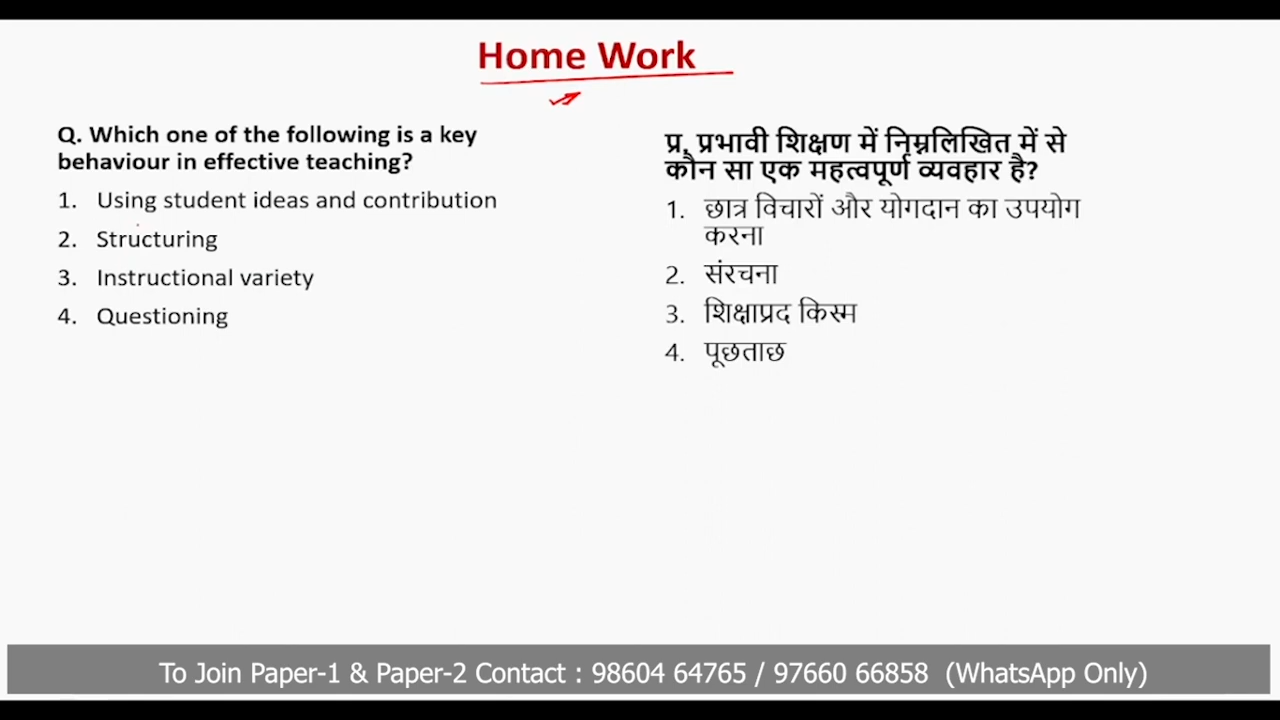 Home Work
Q. Which one of the following is a key
behaviour in effective teaching?
1. Using student ideas and contribution
2. Structuring
3. Instructional variety
4. Questioning
प्र. प्रभावी शिक्षण में निम्नलिखित में से
कौन सा एक महत्वपूर्ण व्यवहार है?
1. छात्र विचारों और योगदान का उपयोग
करना
2. संरचना
3. शिक्षाप्रद किस्म
4. पूछताछ
To Join Paper-1 & Paper-2 Contact : 98604 64765 / 97660 66858 (WhatsApp Only)